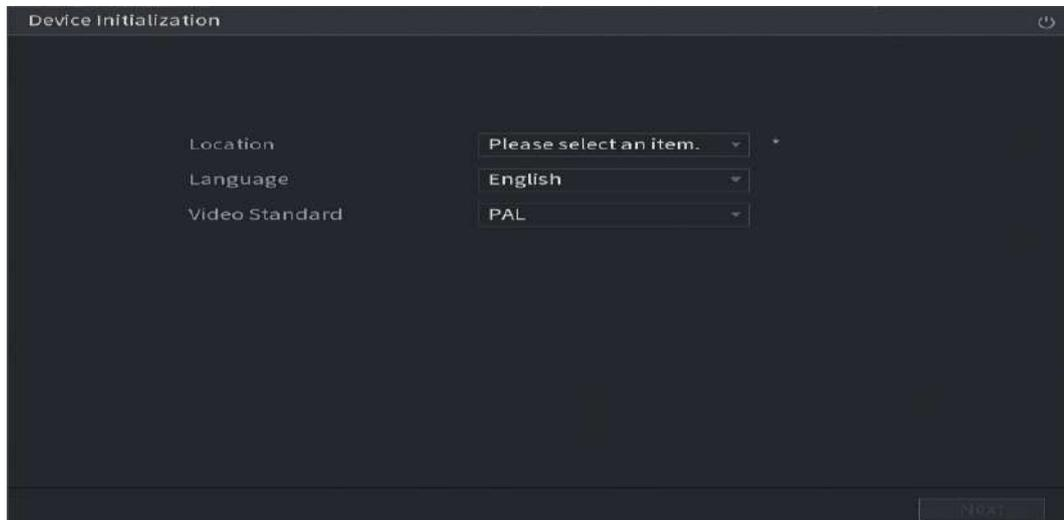 Device Initialization
Location Please select an item. *
Language English
Video Standard PAL
Next